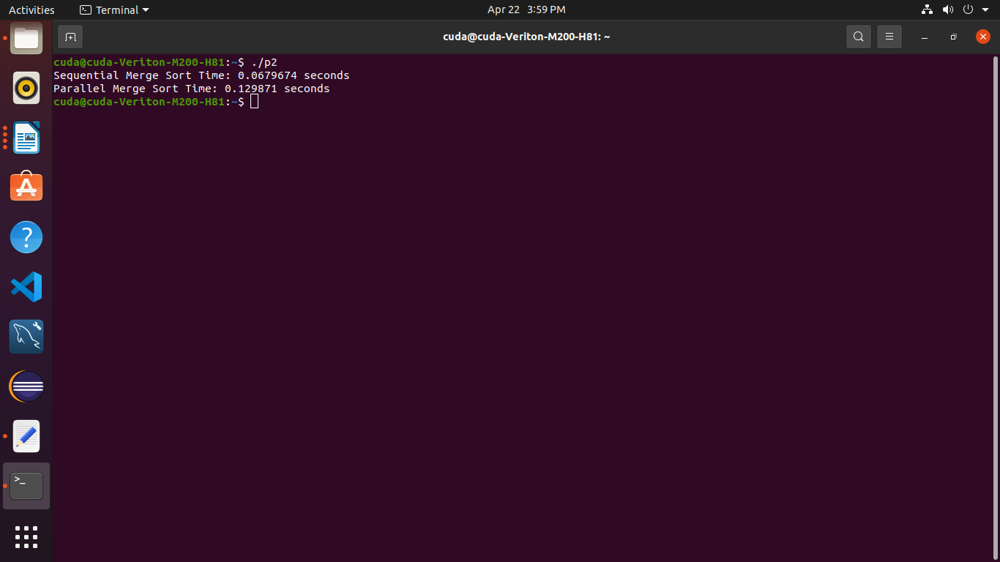 Activities Terminal Apr 22 3:59 PM
cuda@cuda-Veriton-M200-H81: ~
cuda@cuda-Veriton-M200-H81:~$ ./p2
Sequential Merge Sort Time: 0.0679674 seconds
Parallel Merge Sort Time: 0.129871 seconds
cuda@cuda-Veriton-M200-H81:~$